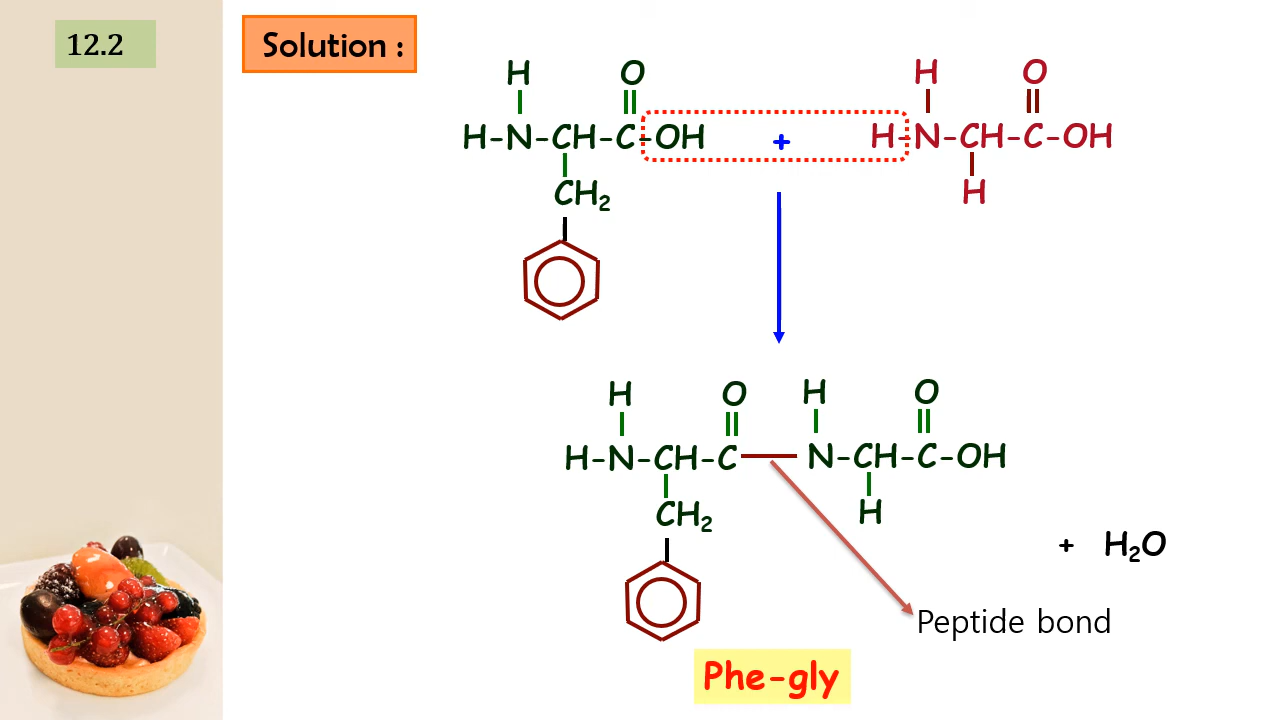 12.2
Solution :
H O H O
H-N-CH-C-OH + H-N-CH-C-OH
CH₂ H
H O H O
H-N-CH-C N-CH-C-OH
CH₂ H
+ H₂O
Peptide bond
Phe-gly